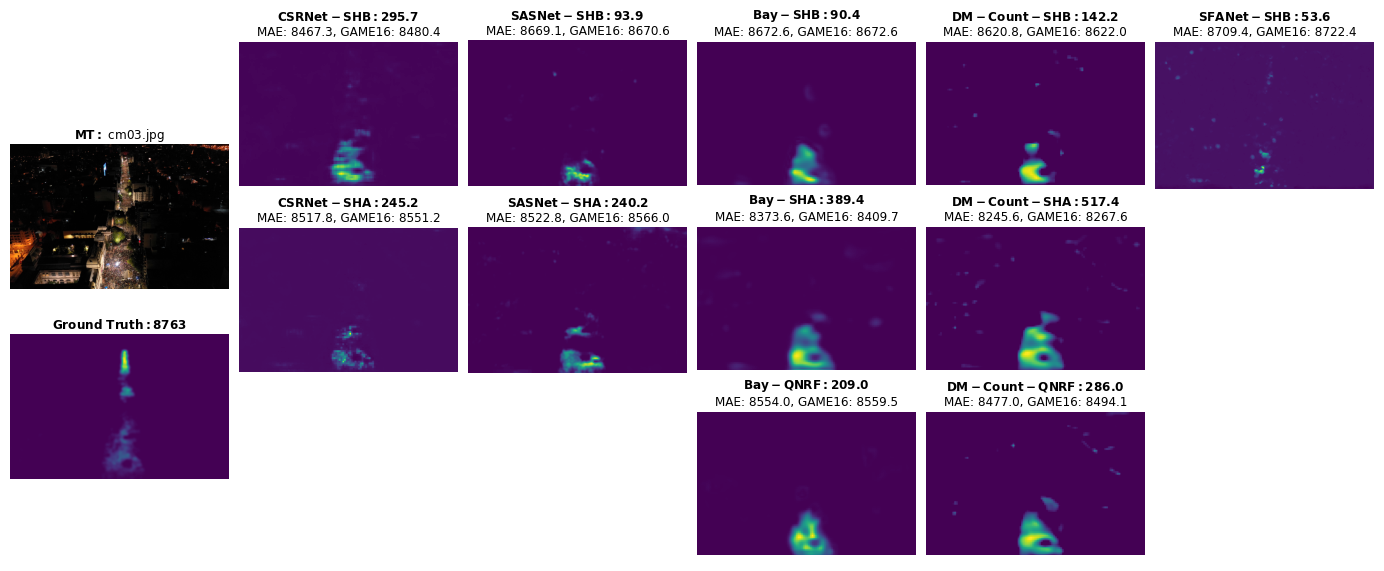 MT: cm03.jpg
Ground Truth: 8763
CSRNet-SHB: 295.7
MAE: 8467.3, GAME16: 8480.4
SASNet-SHB: 93.9
MAE: 8669.1, GAME16: 8670.6
Bay-SHB: 90.4
MAE: 8672.6, GAME16: 8672.6
DM-Count-SHB: 142.2
MAE: 8620.8, GAME16: 8622.0
SFANet-SHB: 53.6
MAE: 8709.4, GAME16: 8722.4
CSRNet-SHA: 245.2
MAE: 8517.8, GAME16: 8551.2
SASNet-SHA: 240.2
MAE: 8522.8, GAME16: 8566.0
Bay-SHA: 389.4
MAE: 8373.6, GAME16: 8409.7
DM-Count-SHA: 517.4
MAE: 8245.6, GAME16: 8267.6
Bay-QNRF: 209.0
MAE: 8554.0, GAME16: 8559.5
DM-Count-QNRF: 286.0
MAE: 8477.0, GAME16: 8494.1